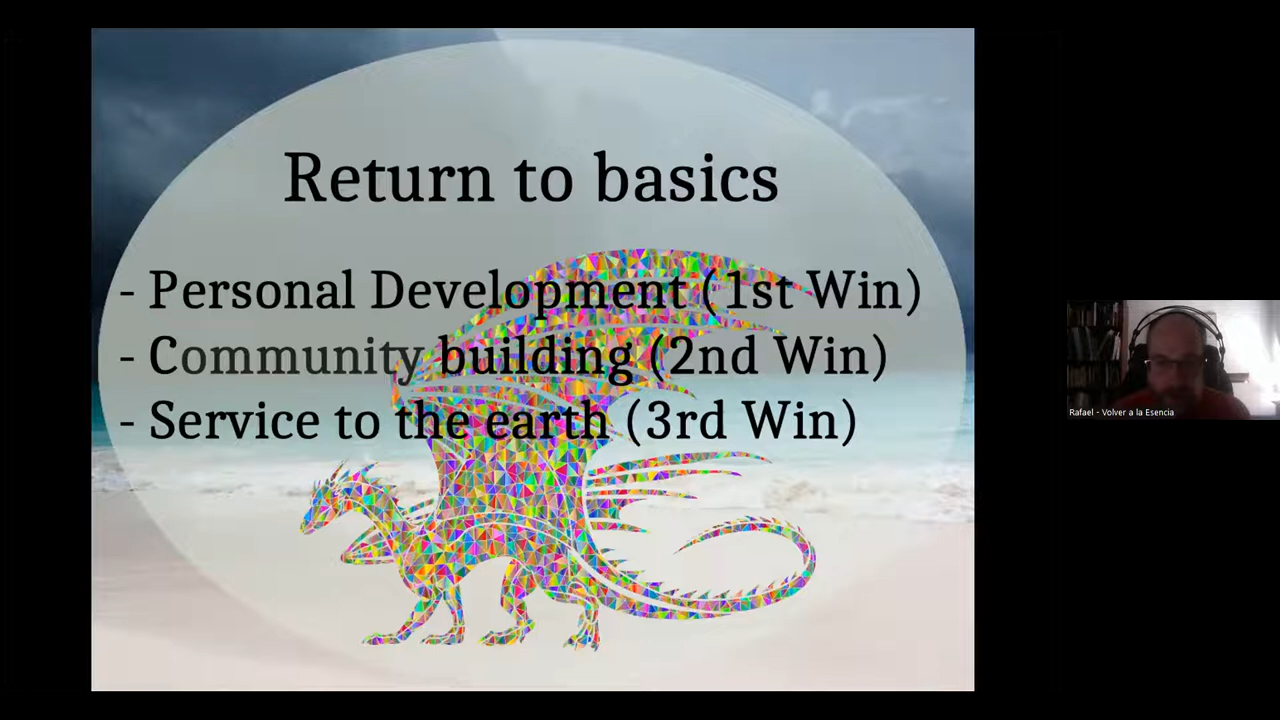 Return to basics
- Personal Development (1st Win)
- Community building (2nd Win)
- Service to the earth (3rd Win)
Rafael - Volver a la Esencia